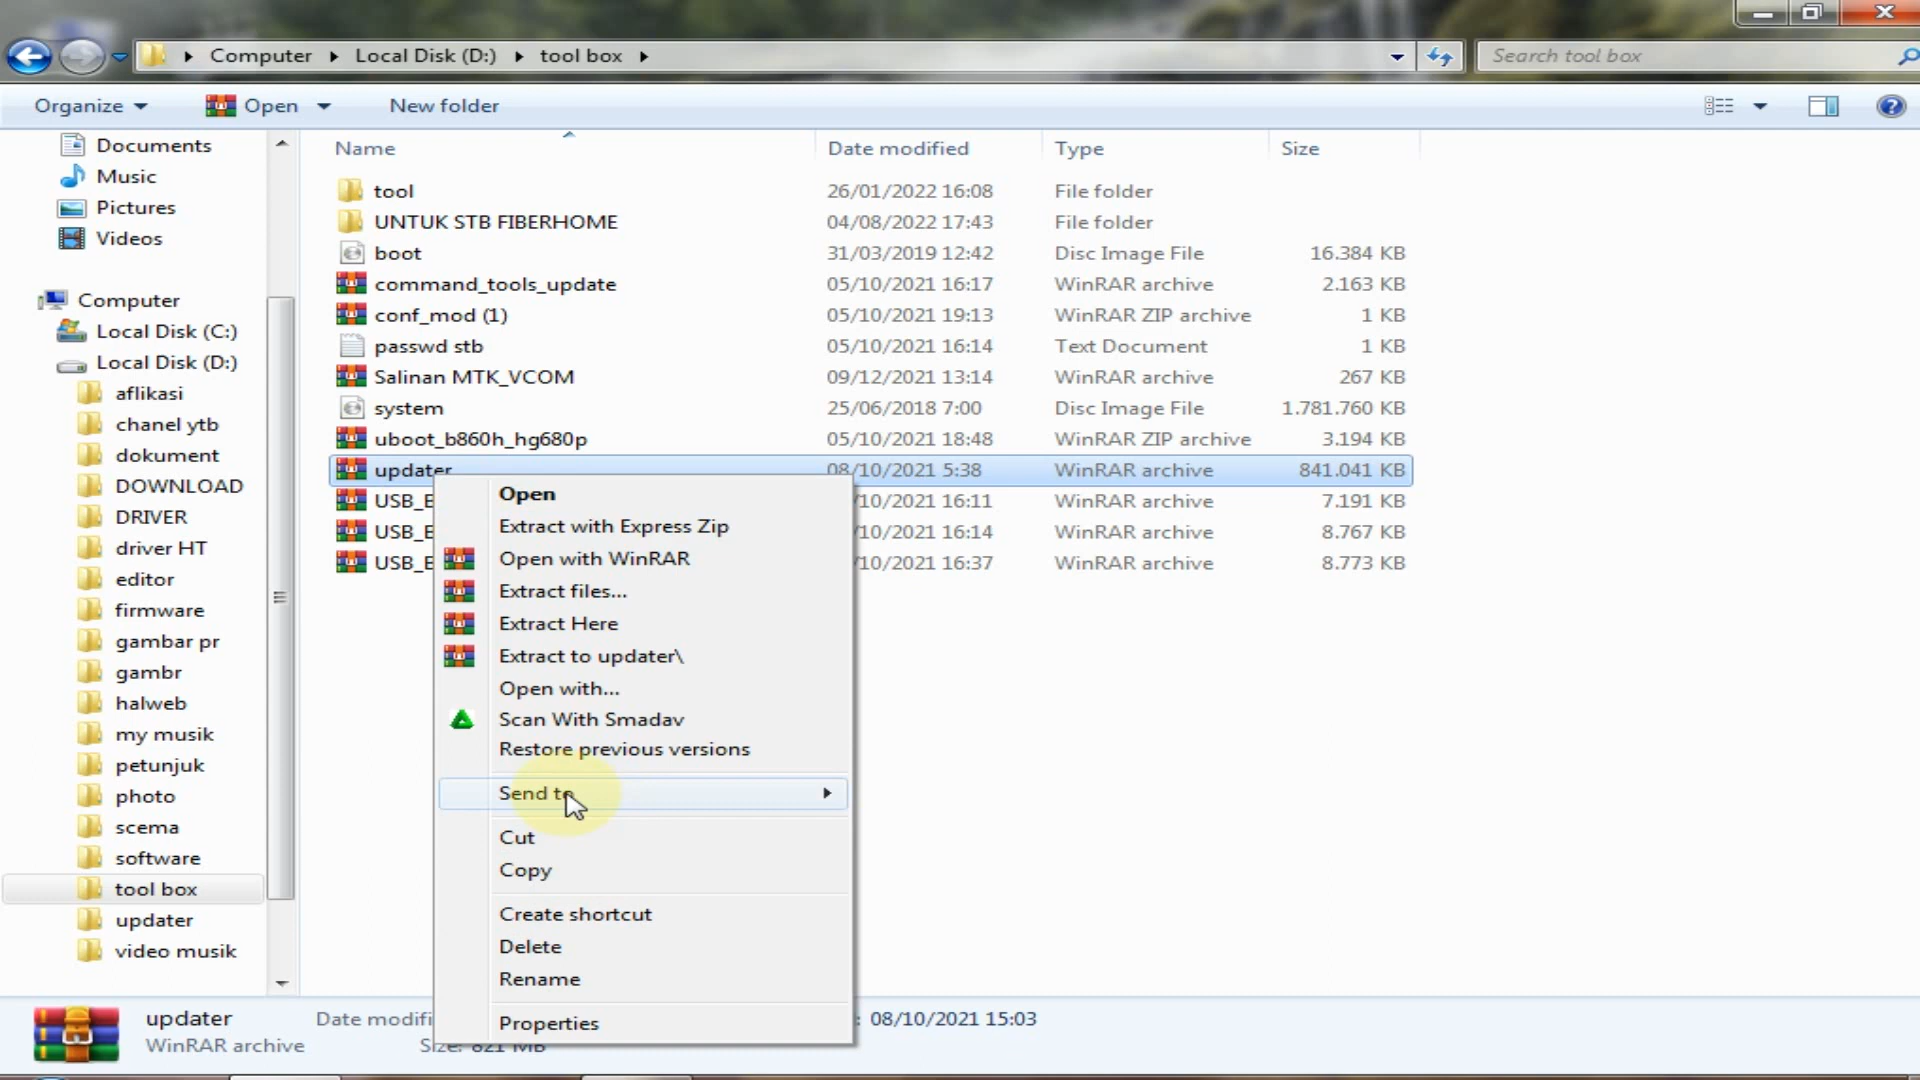 Computer Local Disk (D:) tool box Search tool box
Organize Open New folder
Documents
Music
Pictures
Videos
Computer
Local Disk (C:)
Local Disk (D:)
aflikasi
chanel ytb
dokument
DOWNLOAD
DRIVER
driver HT
editor
firmware
gambar pr
gambr
halweb
my musik
petunjuk
photo
scema
software
tool box
updater
video musik
Name Date modified Type Size
tool 26/01/2022 16:08 File folder
UNTUK STB FIBERHOME 04/08/2022 17:43 File folder
boot 31/03/2019 12:42 Disc Image File 16.384 KB
command_tools_update 05/10/2021 16:17 WinRAR archive 2.163 KB
conf_mod (1) 05/10/2021 19:13 WinRAR ZIP archive 1 KB
passwd stb 05/10/2021 16:14 Text Document 1 KB
Salinan MTK_VCOM 09/12/2021 13:14 WinRAR archive 267 KB
system 25/06/2018 7:00 Disc Image File 1.781.760 KB
uboot_b860h_hg680p 05/10/2021 18:48 WinRAR ZIP archive 3.194 KB
updater 08/10/2021 5:38 WinRAR archive 841.041 KB
USB_ /10/2021 16:11 WinRAR archive 7.191 KB
USB_ /10/2021 16:14 WinRAR archive 8.767 KB
USB_ /10/2021 16:37 WinRAR archive 8.773 KB
Open
Extract with Express Zip
Open with WinRAR
Extract files...
Extract Here
Extract to updater\
Open with...
Scan With Smadav
Restore previous versions
Send to
Cut
Copy
Create shortcut
Delete
Rename
Properties
updater Date modifi : 08/10/2021 15:03
WinRAR archive Size: 821 MB